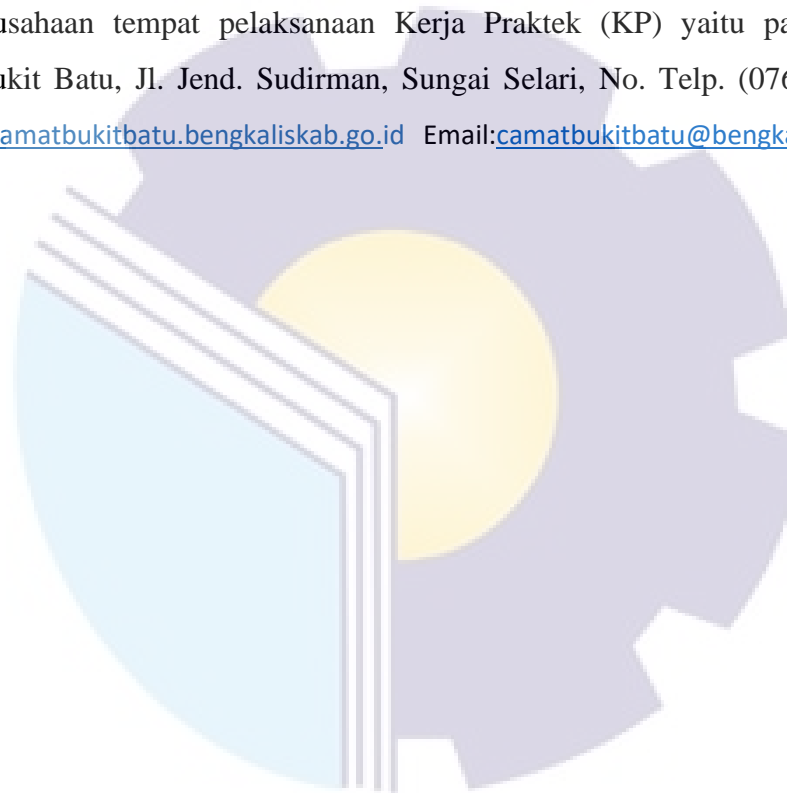 usahaan tempat pelaksanaan Kerja Praktek (KP) yaitu pa
ukit Batu, Jl. Jend. Sudirman, Sungai Selari, No. Telp. (076
amatbukitbatu.bengkaliskab.go.id Email:camatbukitbatu@bengka